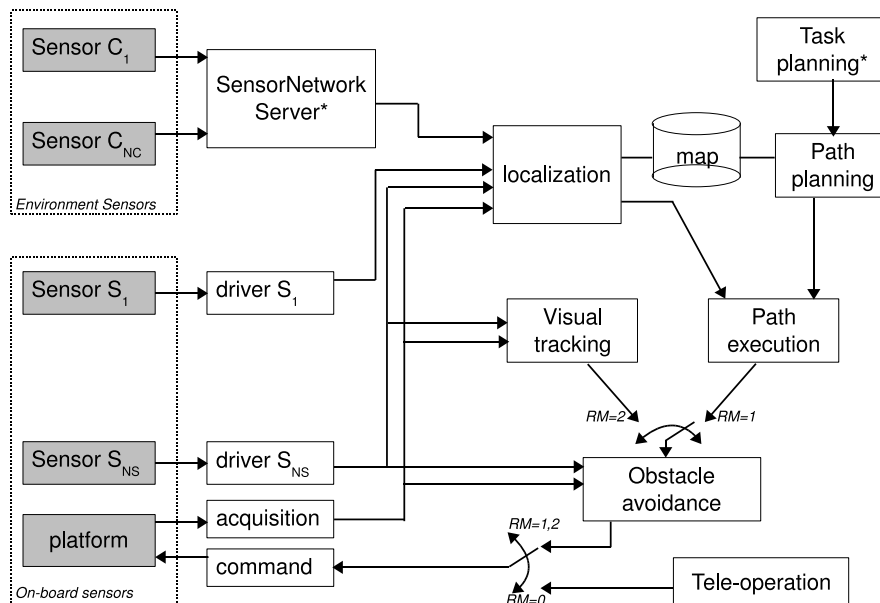 Sensor C1
Sensor CNC
Environment Sensors
SensorNetwork
Server*
Task
planning*
localization
map
Path
planning
Sensor S1
driver S1
Visual
tracking
Path
execution
RM=2
RM=1
Sensor SNS
driver SNS
Obstacle
avoidance
platform
acquisition
command
RM=1,2
RM=0
Tele-operation
On-board sensors